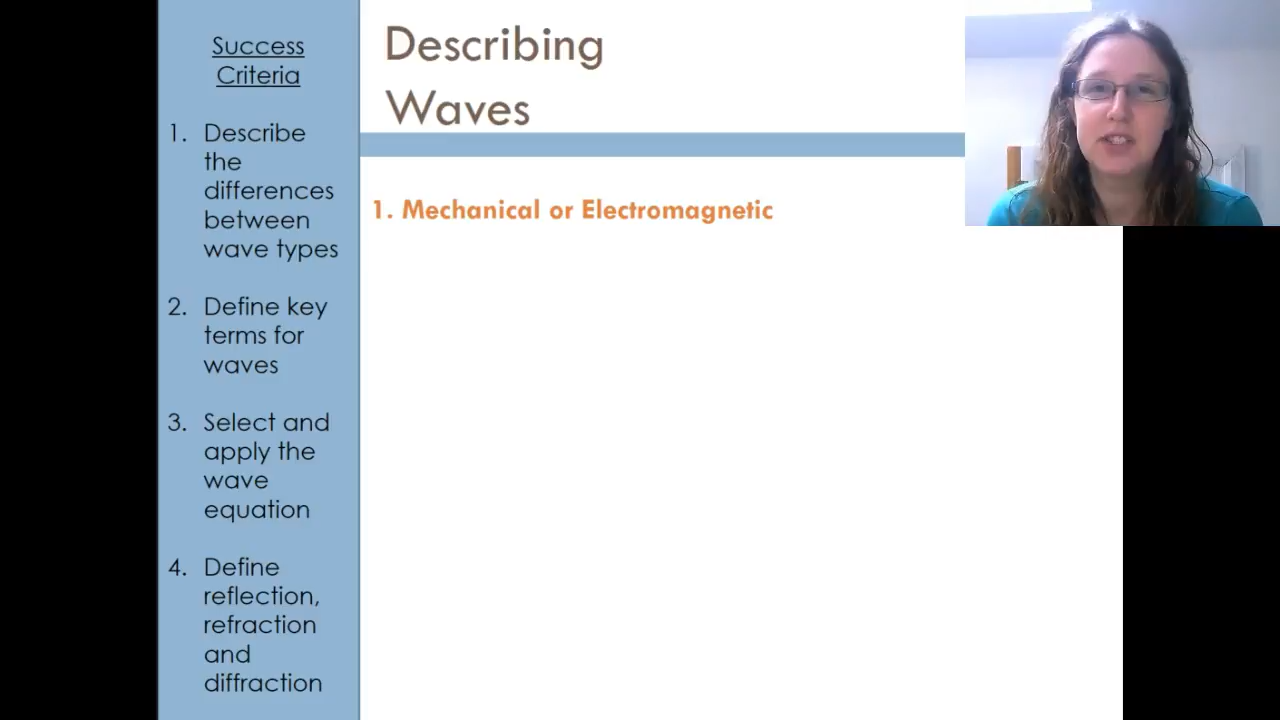 Success
Criteria
1. Describe
the
differences
between
wave types
2. Define key
terms for
waves
3. Select and
apply the
wave
equation
4. Define
reflection,
refraction
and
diffraction
Describing
Waves
1. Mechanical or Electromagnetic